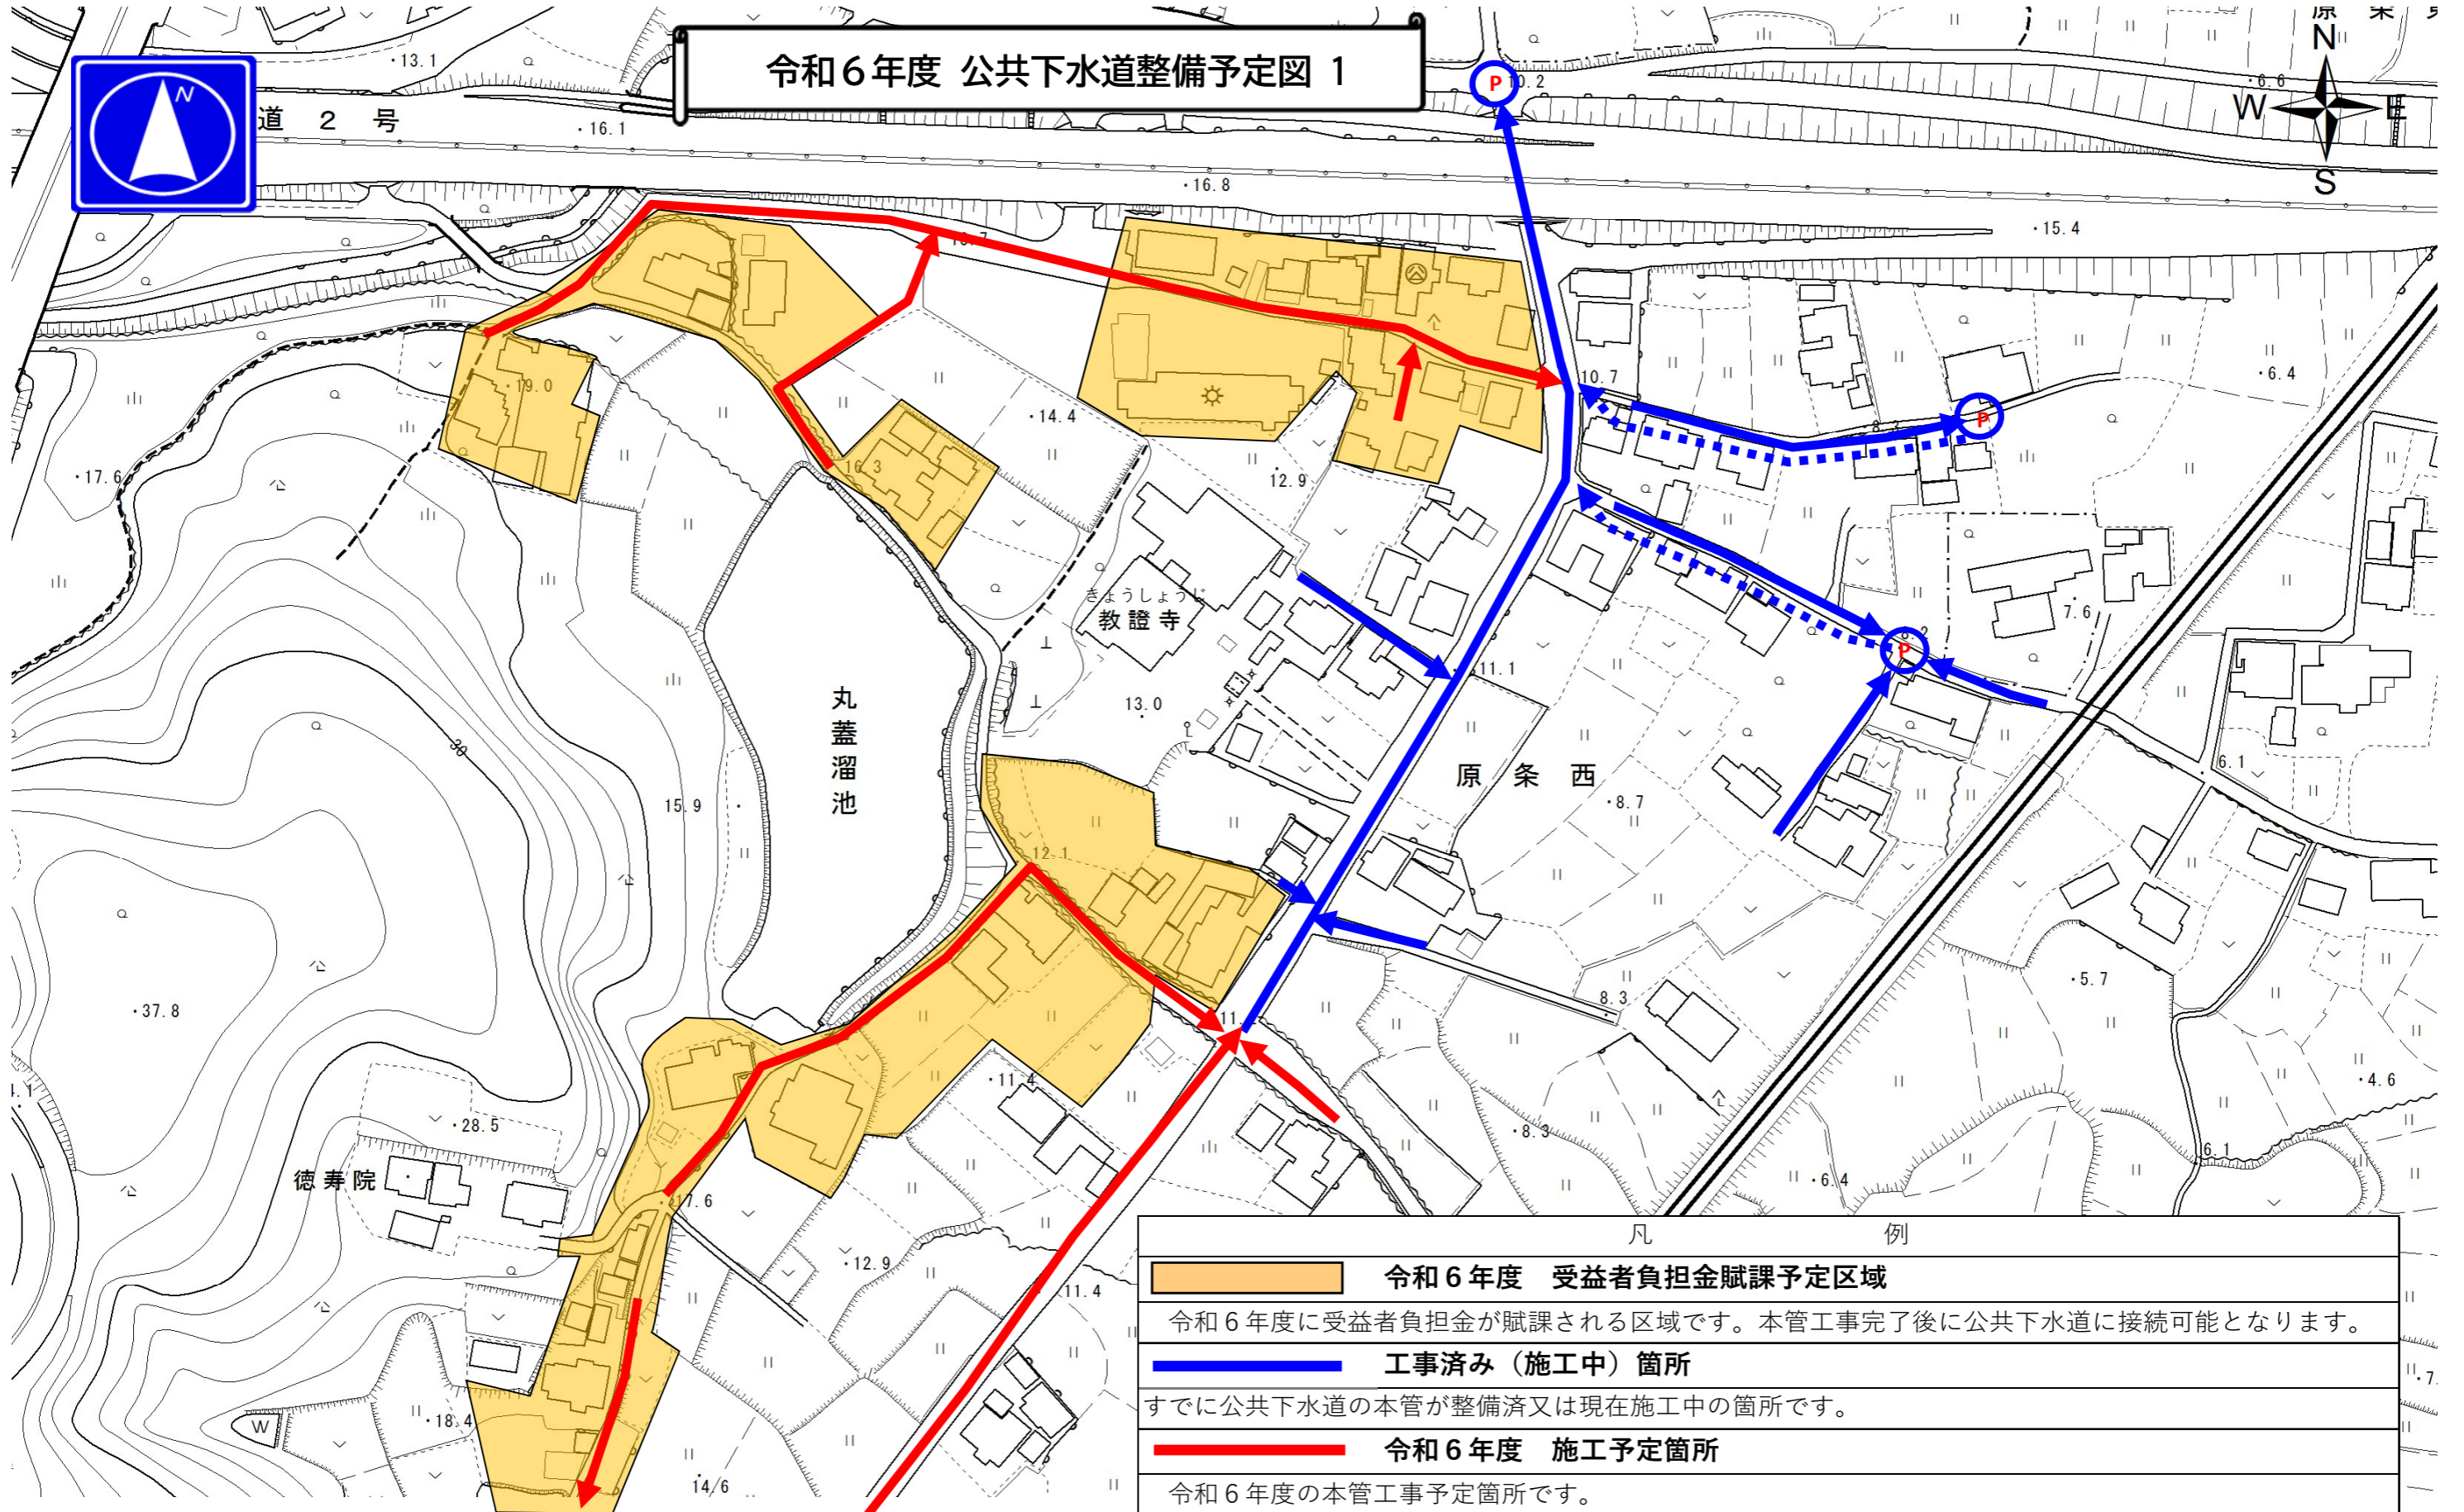 令和６年度 公共下水道整備予定図 1
N
W
E
S
N
道 2 号
・13.1
・16.1
・16.8
P
10.2
・6.6
・15.4
・19.0
・14.4
10.7
・6.4
P
8.3
・17.6
16.3
12.9
きょうしょうじ
教證寺
13.0
11.1
8.2
P
7.6
丸蓋溜池
30
15.9
原 条 西
・8.7
6.1
12.1
・37.8
8.3
・5.7
・11.4
・4.6
・28.5
・8.3
6.1
徳寿院
17.6
・6.4
・12.9
11.4
W
・18.4
14.6
凡 例
令和６年度 受益者負担金賦課予定区域
令和６年度に受益者負担金が賦課される区域です。本管工事完了後に公共下水道に接続可能となります。
工事済み（施工中）箇所
すでに公共下水道の本管が整備済又は現在施工中の箇所です。
令和６年度 施工予定箇所
令和６年度の本管工事予定箇所です。